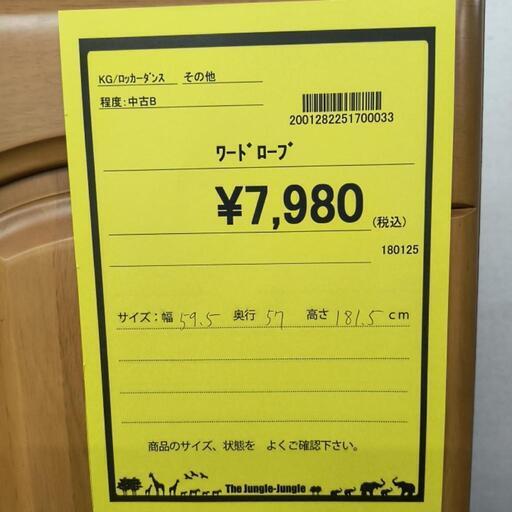 KG/ﾛｯｶｰﾀﾞﾝｽ その他
程度:中古B
2001282251700033
ﾜｰﾄﾞﾛｰﾌﾞ
¥7,980(税込)
180125
サイズ:幅 59.5 奥行 57 高さ 181.5 cm
商品のサイズ、状態を よくご確認下さい。
The Jungle-Jungle